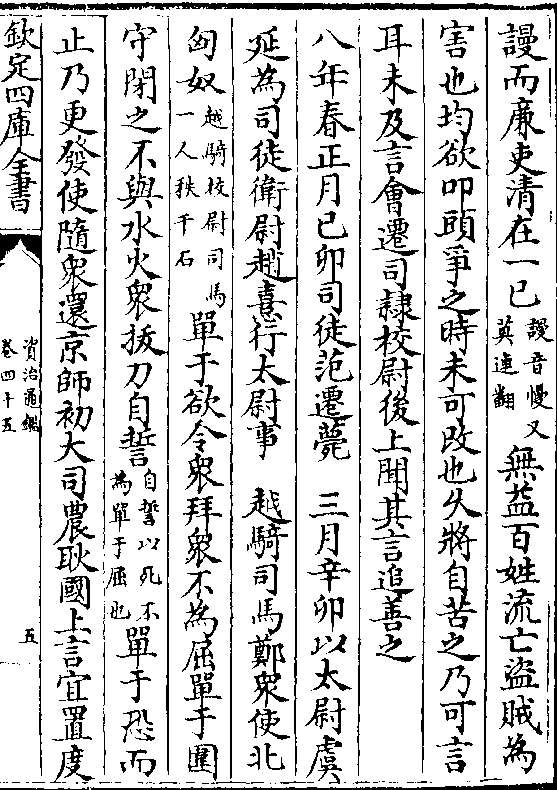 謾而廉吏清在一己謾音慢又莫連翻無益百姓流亡盜賊為
害也均欲叩頭爭之時未可改也久將自苦之乃可言
耳未及言會遷司隸校尉後上聞其言追善之
八年春正月己卯司徒范遷薨　三月辛卯以太尉虞
延為司徒衛尉趙憙行太尉事　越騎司馬鄭衆使北
匈奴越騎校尉司馬一人秩千石單于欲令衆拜衆不為屈單于圍
守閉之不與水火衆拔刀自誓自誓以死不為單于屈也單于恐而
止乃更發使隨衆還京師初大司農耿國上言宜置度
欽定四庫全書
資治通鑑
卷四十五
五